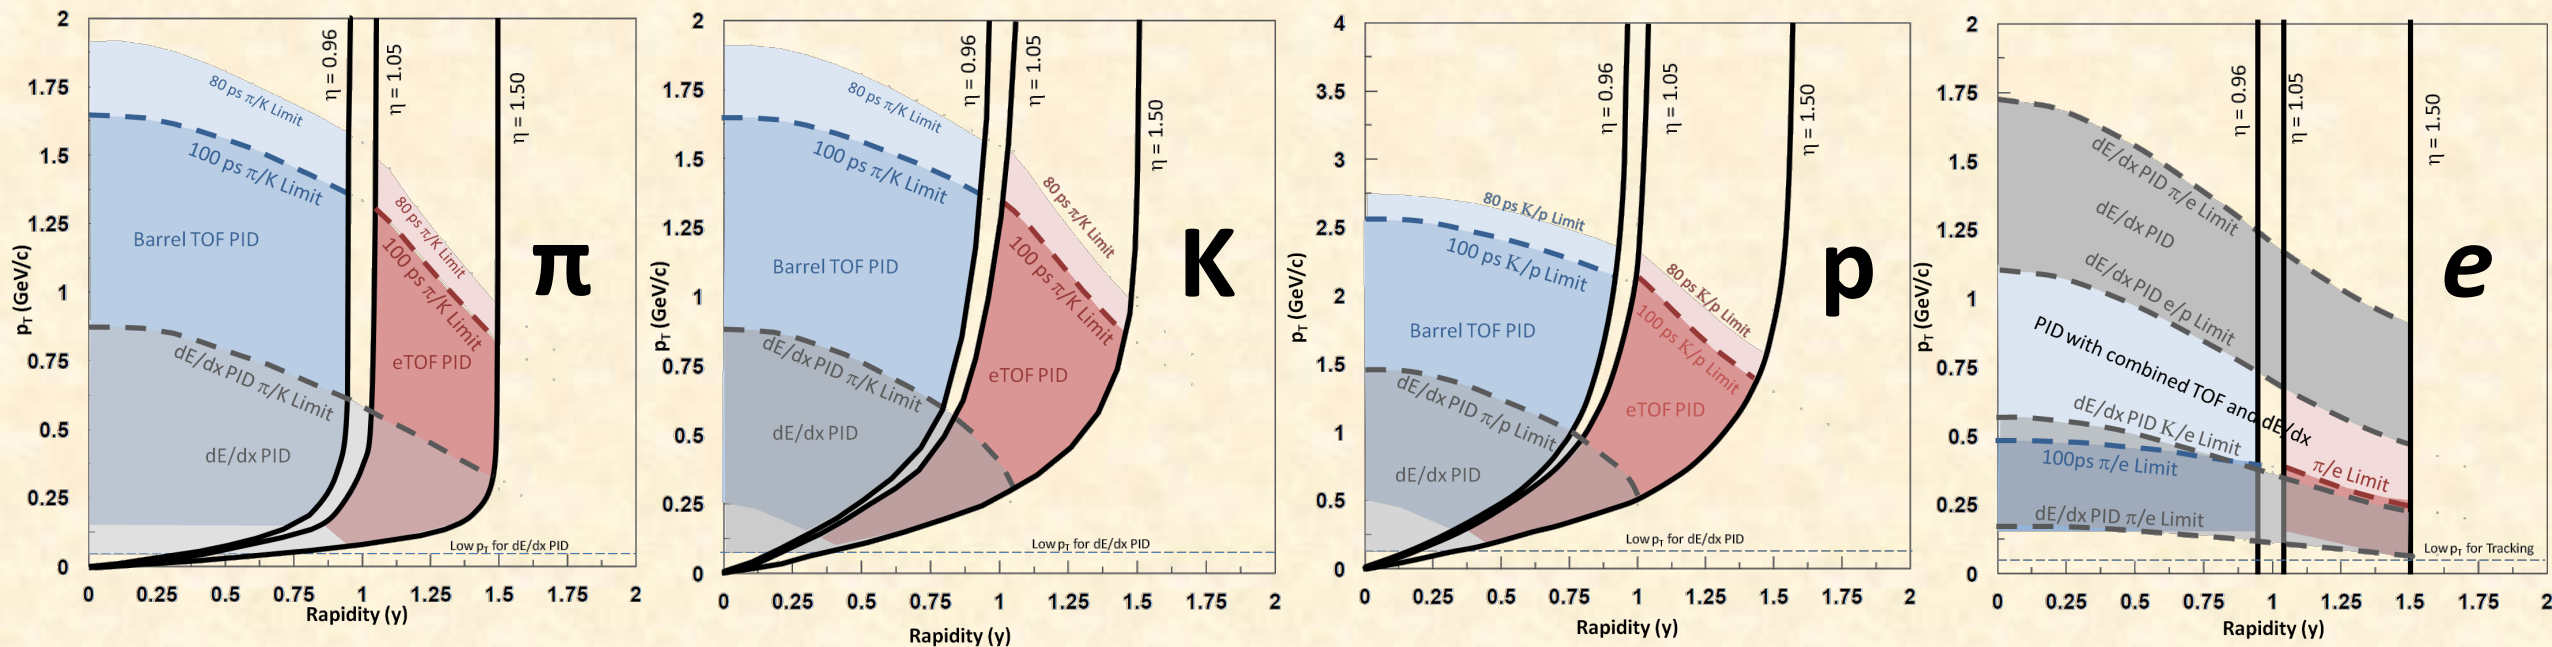 2
1.75
1.5
1.25
1
0.75
0.5
0.25
0
pT (GeV/c)
η = 0.96
η = 1.05
η = 1.50
80 ps π/K Limit
100 ps π/K Limit
Barrel TOF PID
80 ps π/K Limit
100 ps π/K Limit
eTOF PID
dE/dx PID π/K Limit
dE/dx PID
Low pT for dE/dx PID
π
0 0.25 0.5 0.75 1 1.25 1.5 1.75 2
Rapidity (y)
2
1.75
1.5
1.25
1
0.75
0.5
0.25
0
pT (GeV/c)
η = 0.96
η = 1.05
η = 1.50
80 ps π/K Limit
100 ps π/K Limit
Barrel TOF PID
80 ps π/K Limit
100 ps π/K Limit
eTOF PID
dE/dx PID π/K Limit
dE/dx PID
Low pT for dE/dx PID
K
0 0.25 0.5 0.75 1 1.25 1.5 1.75 2
Rapidity (y)
4
3.5
3
2.5
2
1.5
1
0.5
0
pT (GeV/c)
η = 0.96
η = 1.05
η = 1.50
80 ps K/p Limit
100 ps K/p Limit
Barrel TOF PID
80 ps K/p Limit
100 ps K/p Limit
eTOF PID
dE/dx PID π/p Limit
dE/dx PID
Low pT for dE/dx PID
p
0 0.25 0.5 0.75 1 1.25 1.5 1.75 2
Rapidity (y)
2
1.75
1.5
1.25
1
0.75
0.5
0.25
0
pT (GeV/c)
η = 0.96
η = 1.05
η = 1.50
dE/dx PID π/e Limit
dE/dx PID
dE/dx PID e/p Limit
PID with combined TOF and dE/dx
dE/dx PID K/e Limit
100ps π/e Limit
π/e Limit
dE/dx PID π/e Limit
Low pT for Tracking
e
0 0.25 0.5 0.75 1 1.25 1.5 1.75 2
Rapidity (y)